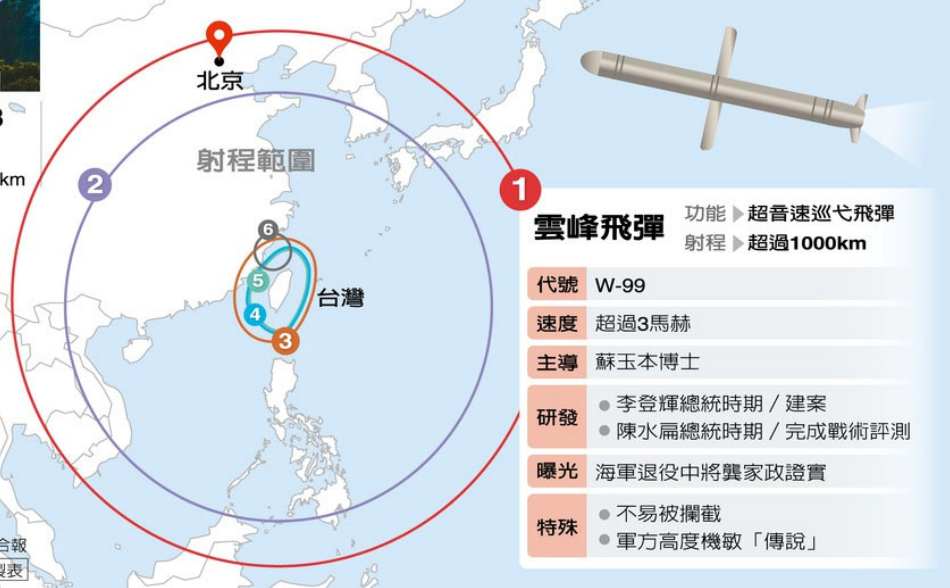 km
北京
射程範圍
台灣
1
2
3
4
5
6
雲峰飛彈
功能 超音速巡弋飛彈
射程 超過1000km
代號 W-99
速度 超過3馬赫
主導 蘇玉本博士
研發
李登輝總統時期/建案
陳水扁總統時期/完成戰術評測
曝光 海軍退役中將龔家政證實
特殊
不易被攔截
軍方高度機敏「傳說」
合報
製表